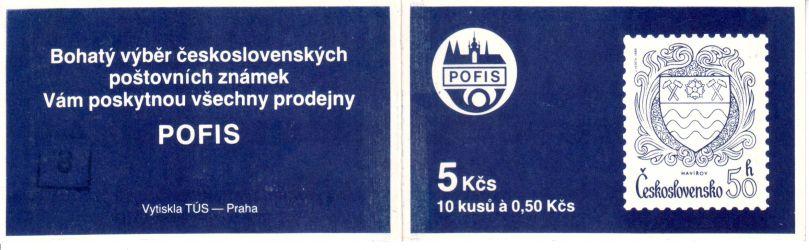 Bohatý výběr československých
poštovních známek
Vám poskytnou všechny prodejny
POFIS
Vytiskla TÚS — Praha
POFIS
5 Kčs
10 kusů à 0,50 Kčs
HAVÍŘOV
Československo 50 h